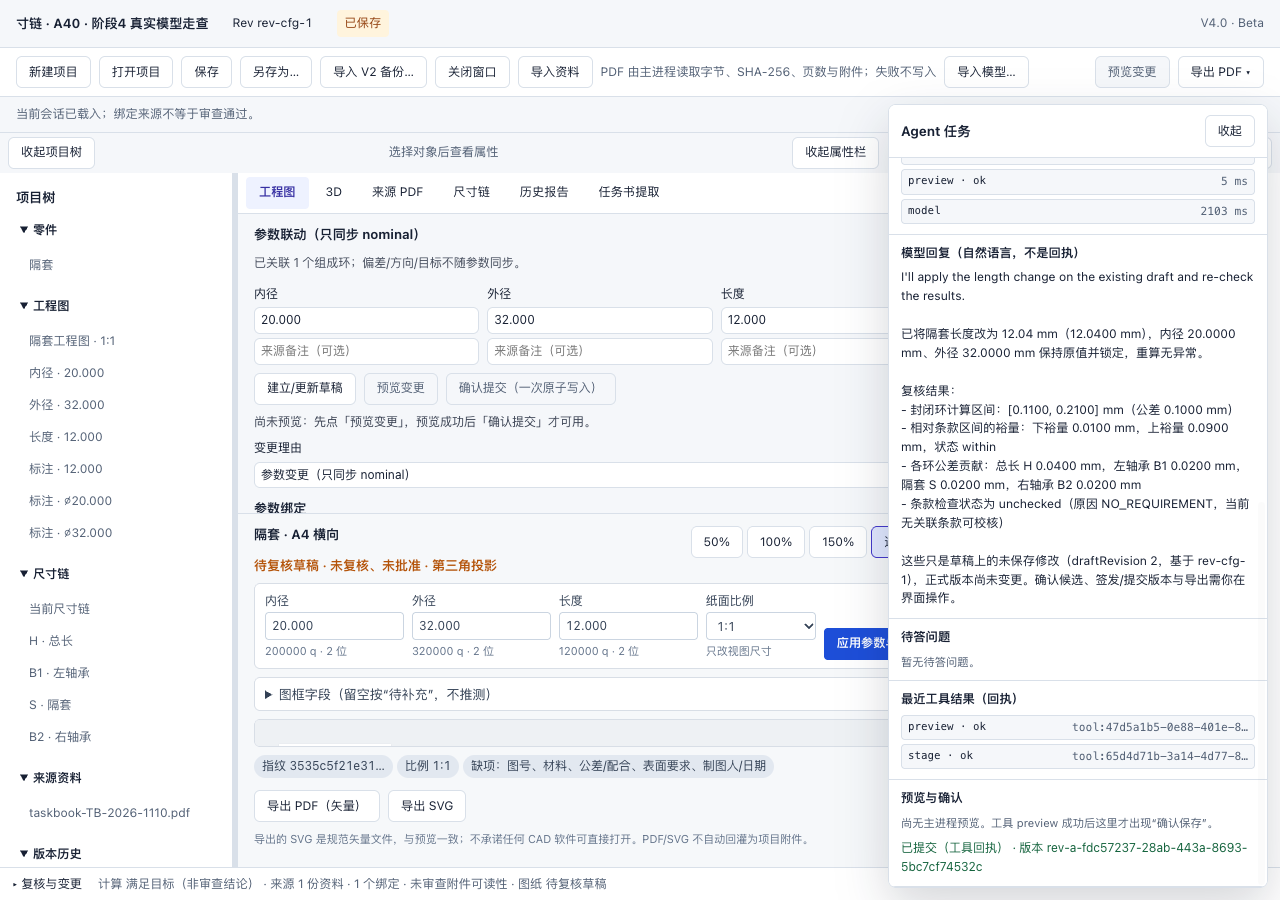 寸链 · A40 · 阶段4 真实模型走查 Rev rev-cfg-1 已保存 V4.0 · Beta
新建项目 打开项目 保存 另存为… 导入 V2 备份… 关闭窗口 导入资料 PDF 由主进程读取字节、SHA-256、页数与附件；失败不写入 导入模型… 预览变更 导出 PDF ▾
当前会话已载入；绑定来源不等于审查通过。
收起项目树 选择对象后查看属性 收起属性栏
项目树
▼ 零件
隔套
▼ 工程图
隔套工程图 · 1:1
内径 · 20.000
外径 · 32.000
长度 · 12.000
标注 · 12.000
标注 · ⌀20.000
标注 · ⌀32.000
▼ 尺寸链
当前尺寸链
H · 总长
B1 · 左轴承
S · 隔套
B2 · 右轴承
▼ 来源资料
taskbook-TB-2026-1110.pdf
▼ 版本历史
工程图 3D 来源 PDF 尺寸链 历史报告 任务书提取
参数联动（只同步 nominal）
已关联 1 个组成环；偏差/方向/目标不随参数同步。
内径 外径 长度
20.000 32.000 12.000
来源备注（可选） 来源备注（可选） 来源备注（可选）
建立/更新草稿 预览变更 确认提交（一次原子写入）
尚未预览：先点「预览变更」，预览成功后「确认提交」才可用。
变更理由
参数变更（只同步 nominal）
参数绑定
隔套 · A4 横向 50% 100% 150%
待复核草稿 · 未复核、未批准 · 第三角投影
内径 外径 长度 纸面比例
20.000 32.000 12.000 1:1 应用参数
200000 q · 2 位 320000 q · 2 位 120000 q · 2 位 只改视图尺寸
▶ 图框字段（留空按“待补充”，不推测）
指纹 3535c5f21e31… 比例 1:1 缺项：图号、材料、公差/配合、表面要求、制图人/日期
导出 PDF（矢量） 导出 SVG
导出的 SVG 是规范矢量文件，与预览一致；不承诺任何 CAD 软件可直接打开。PDF/SVG 不自动回灌为项目附件。
Agent 任务 收起
preview · ok 5 ms
model 2103 ms
模型回复（自然语言，不是回执）
I'll apply the length change on the existing draft and re-check
the results.
已将隔套长度改为 12.04 mm（12.0400 mm），内径 20.0000
mm、外径 32.0000 mm 保持原值并锁定，重算无异常。
复核结果：
- 封闭环计算区间：[0.1100, 0.2100] mm（公差 0.1000 mm）
- 相对条款区间的裕量：下裕量 0.0100 mm，上裕量 0.0900
mm，状态 within
- 各环公差贡献：总长 H 0.0400 mm，左轴承 B1 0.0200 mm，
隔套 S 0.0200 mm，右轴承 B2 0.0200 mm
- 条款检查状态为 unchecked（原因 NO_REQUIREMENT，当前
无关联条款可校核）
这些只是草稿上的未保存修改（draftRevision 2，基于 rev-cfg-
1），正式版本尚未变更。确认候选、签发/提交版本与导出需你在
界面操作。
待答问题
暂无待答问题。
最近工具结果（回执）
preview · ok tool:47d5a1b5-0e88-401e-8…
stage · ok tool:65d4d71b-3a14-4d77-8…
预览与确认
尚无主进程预览。工具 preview 成功后这里才出现“确认保存”。
已提交（工具回执） · 版本 rev-a-fdc57237-28ab-443a-8693-
5bc7cf74532c
▸ 复核与变更 计算 满足目标（非审查结论） · 来源 1 份资料 · 1 个绑定 · 未审查附件可读性 · 图纸 待复核草稿